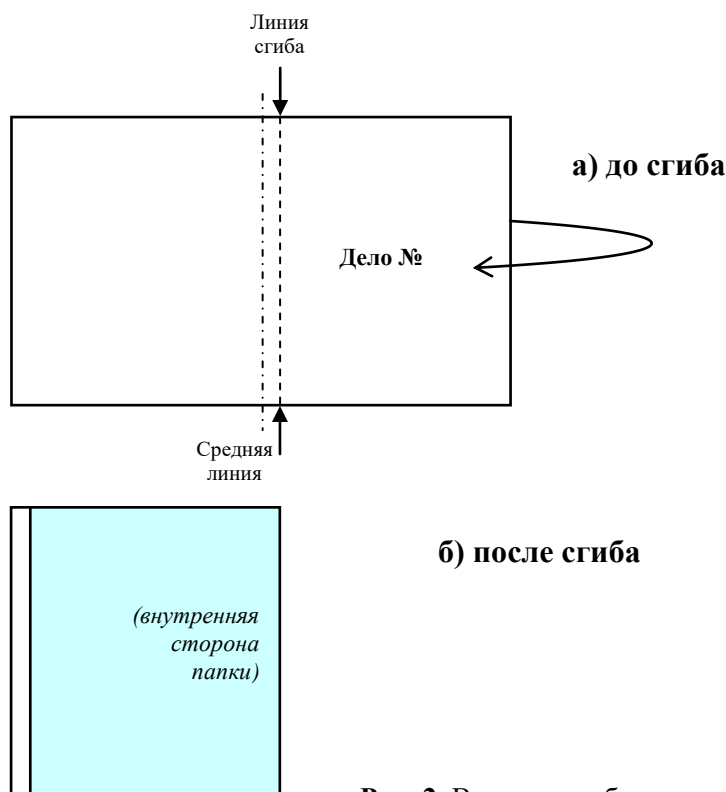 Линия
сгиба
а) до сгиба
Дело №
Средняя
линия
б) после сгиба
(внутренняя
сторона
папки)